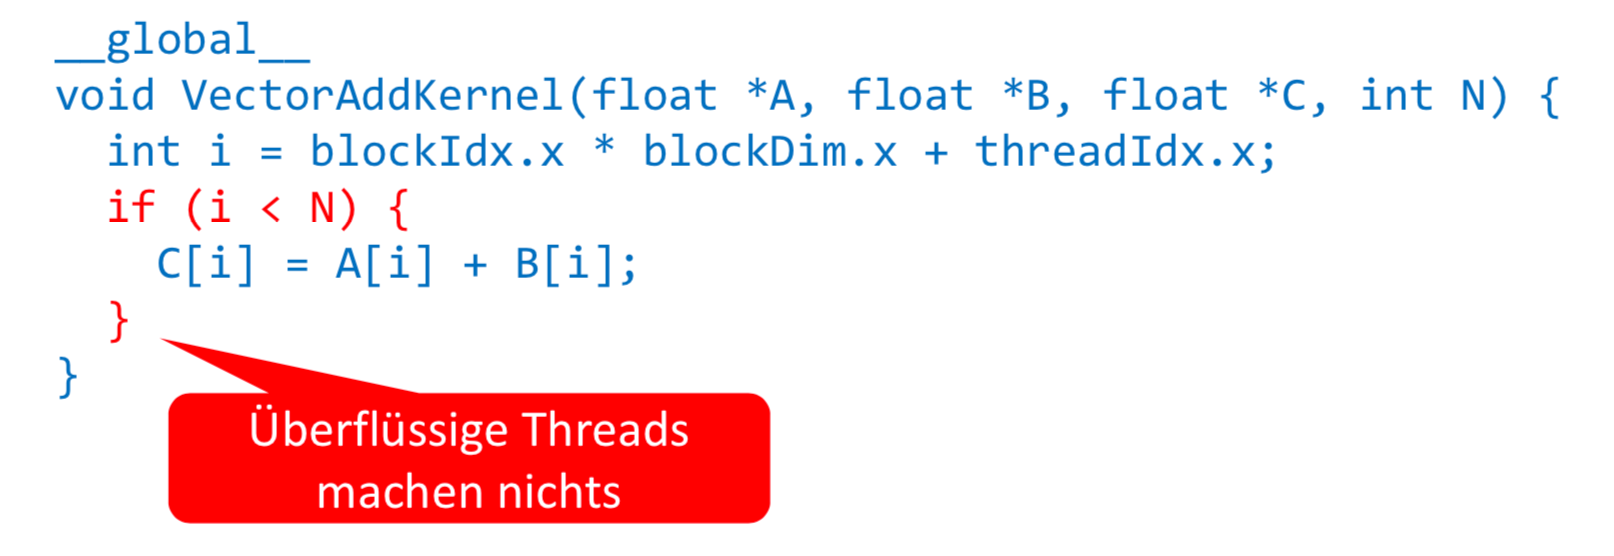 __global__
void VectorAddKernel(float *A, float *B, float *C, int N) {
  int i = blockIdx.x * blockDim.x + threadIdx.x;
  if (i < N) {
    C[i] = A[i] + B[i];
  }
}
Überflüssige Threads
machen nichts